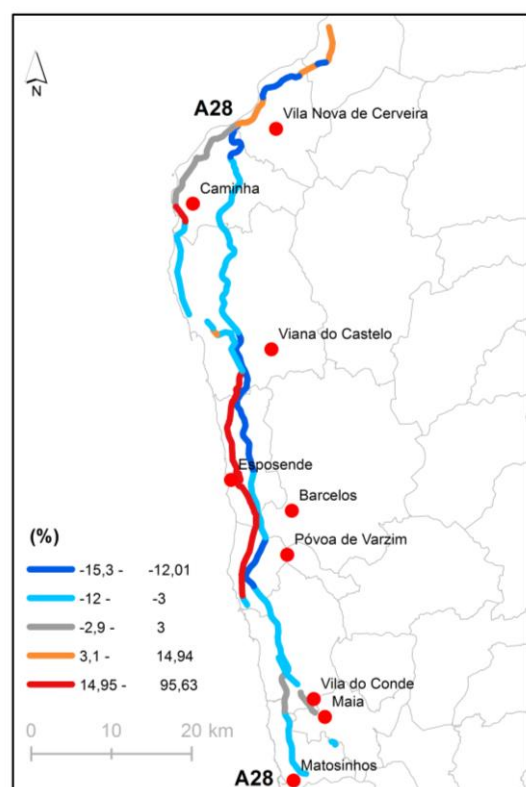 N
A28
Vila Nova de Cerveira
Caminha
Viana do Castelo
Esposende
Barcelos
Póvoa de Varzim
(%)
-15,3 - -12,01
-12 - -3
-2,9 - 3
3,1 - 14,94
14,95 - 95,63
Vila do Conde
Maia
0 10 20 km
Matosinhos
A28